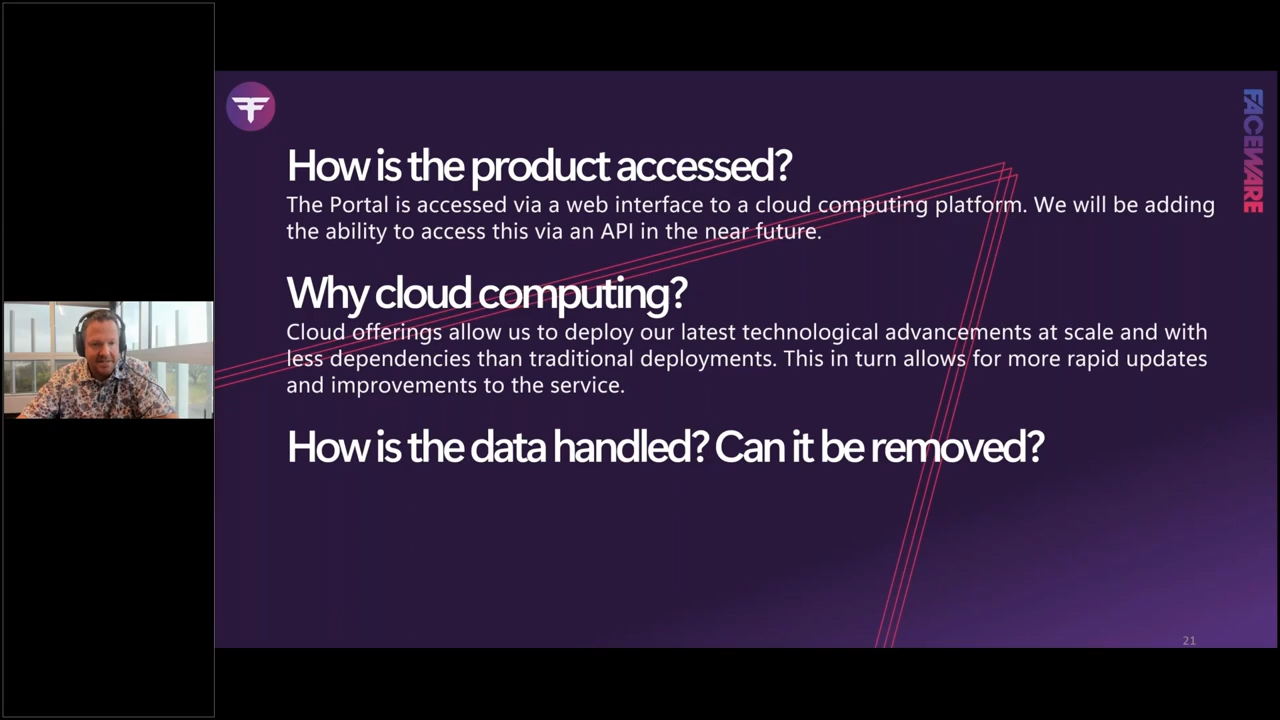 FACEWARE
How is the product accessed?
The Portal is accessed via a web interface to a cloud computing platform. We will be adding
the ability to access this via an API in the near future.
Why cloud computing?
Cloud offerings allow us to deploy our latest technological advancements at scale and with
less dependencies than traditional deployments. This in turn allows for more rapid updates
and improvements to the service.
How is the data handled? Can it be removed?
21